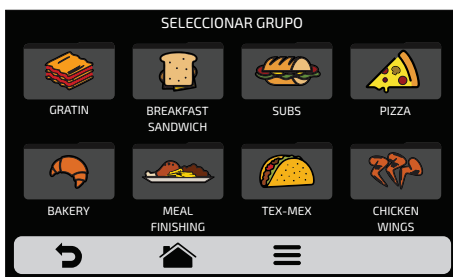 SELECCIONAR GRUPO
GRATIN
BREAKFAST
SANDWICH
SUBS
PIZZA
BAKERY
MEAL
FINISHING
TEX-MEX
CHICKEN
WINGS